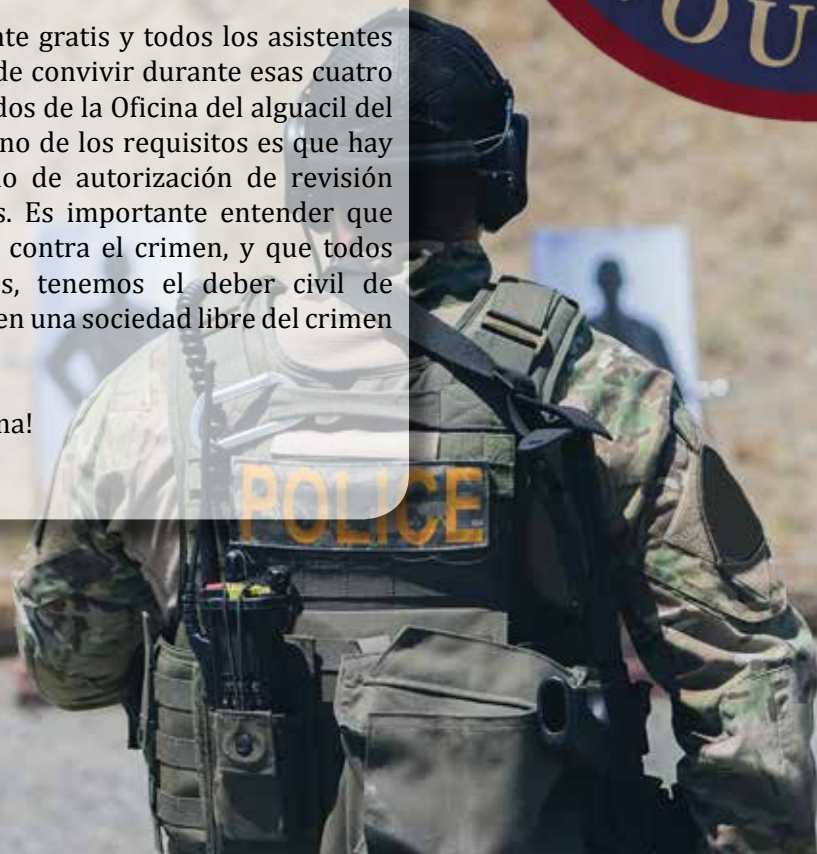 nte gratis y todos los asistentes
de convivir durante esas cuatro
dos de la Oficina del alguacil del
no de los requisitos es que hay
o de autorización de revisión
s. Es importante entender que
contra el crimen, y que todos
s, tenemos el deber civil de
en una sociedad libre del crimen
na!
POLICE
OU